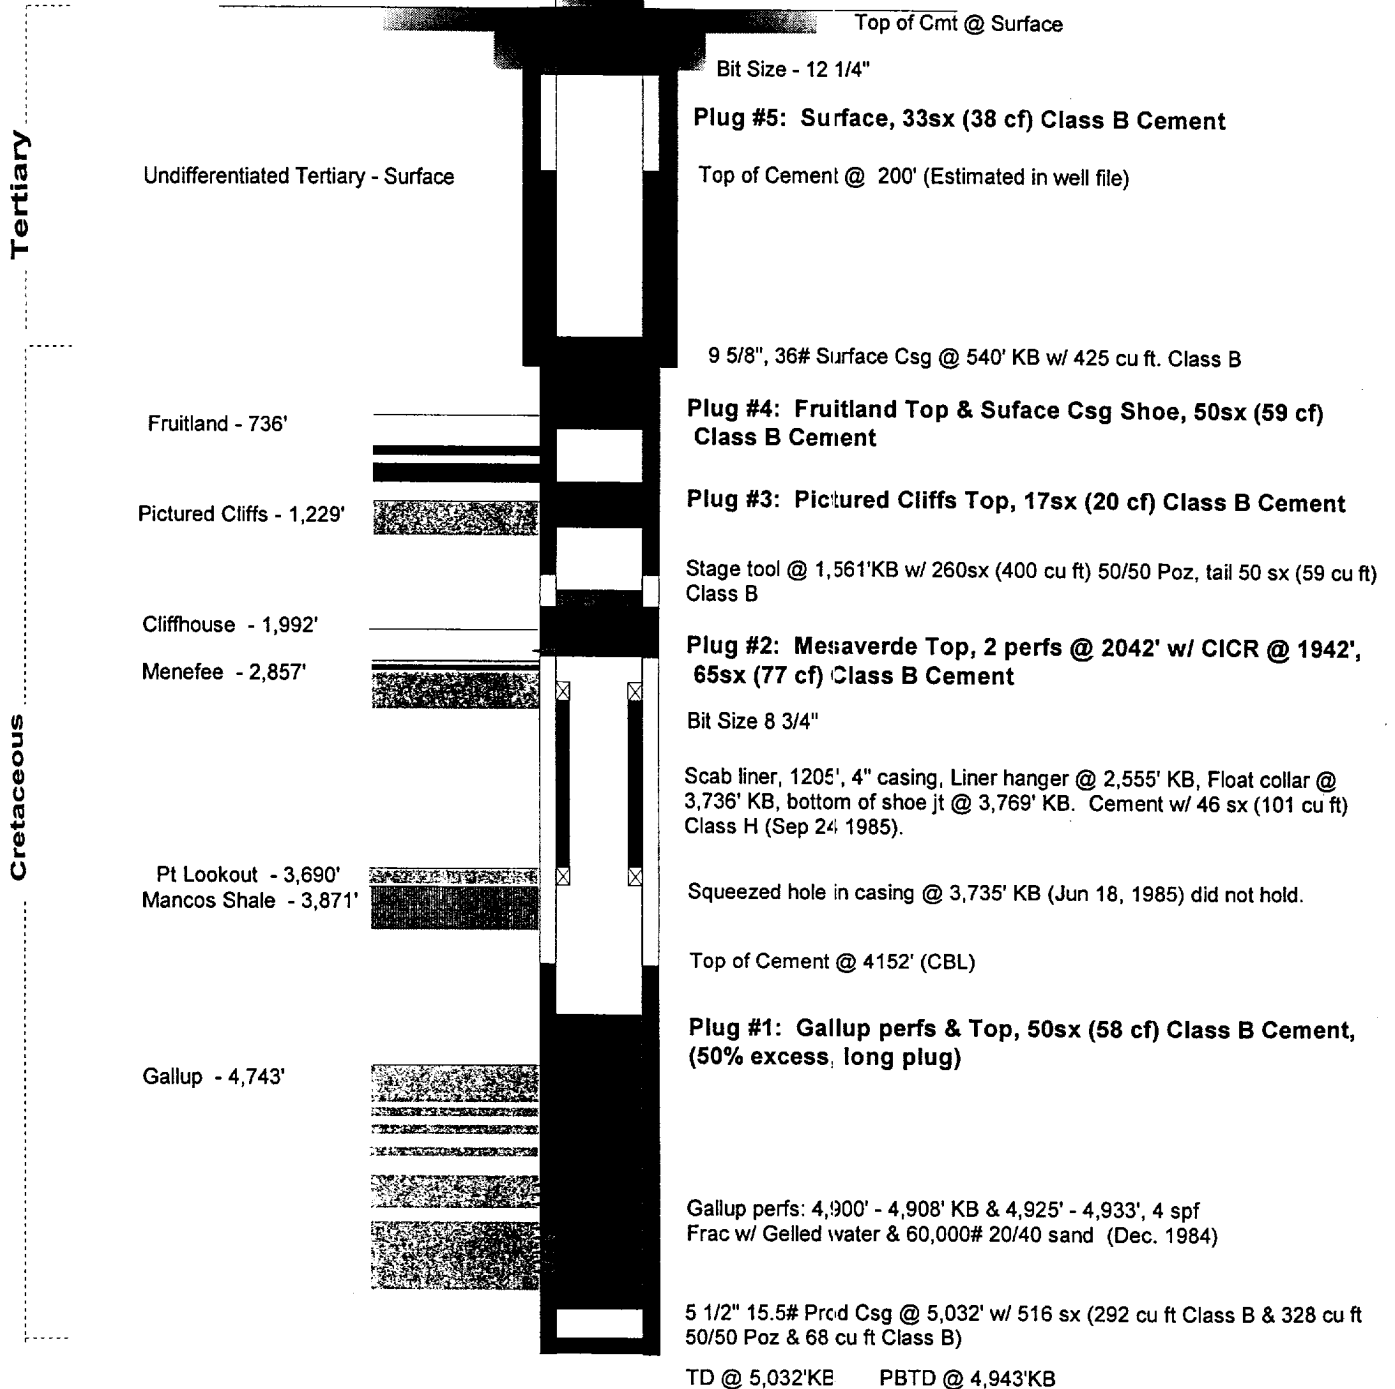 Top of Cmt @ Surface
Bit Size - 12 1/4"
Plug #5: Surface, 33sx (38 cf) Class B Cement
Tertiary
Undifferentiated Tertiary - Surface
Top of Cement @ 200' (Estimated in well file)
9 5/8", 36# Surface Csg @ 540' KB w/ 425 cu ft. Class B
Fruitland - 736'
Plug #4: Fruitland Top & Suface Csg Shoe, 50sx (59 cf)
Class B Cement
Pictured Cliffs - 1,229'
Plug #3: Pictured Cliffs Top, 17sx (20 cf) Class B Cement
Stage tool @ 1,561'KB w/ 260sx (400 cu ft) 50/50 Poz, tail 50 sx (59 cu ft)
Class B
Cliffhouse - 1,992'
Plug #2: Mesaverde Top, 2 perfs @ 2042' w/ CICR @ 1942',
65sx (77 cf) Class B Cement
Menefee - 2,857'
Bit Size 8 3/4"
Cretaceous
Scab liner, 1205', 4" casing, Liner hanger @ 2,555' KB, Float collar @
3,736' KB, bottom of shoe jt @ 3,769' KB. Cement w/ 46 sx (101 cu ft)
Class H (Sep 24 1985).
Pt Lookout - 3,690'
Mancos Shale - 3,871'
Squeezed hole in casing @ 3,735' KB (Jun 18, 1985) did not hold.
Top of Cement @ 4152' (CBL)
Plug #1: Gallup perfs & Top, 50sx (58 cf) Class B Cement,
(50% excess, long plug)
Gallup - 4,743'
Gallup perfs: 4,900' - 4,908' KB & 4,925' - 4,933', 4 spf
Frac w/ Gelled water & 60,000# 20/40 sand (Dec. 1984)
5 1/2" 15.5# Prod Csg @ 5,032' w/ 516 sx (292 cu ft Class B & 328 cu ft
50/50 Poz & 68 cu ft Class B)
TD @ 5,032'KB PBTD @ 4,943'KB